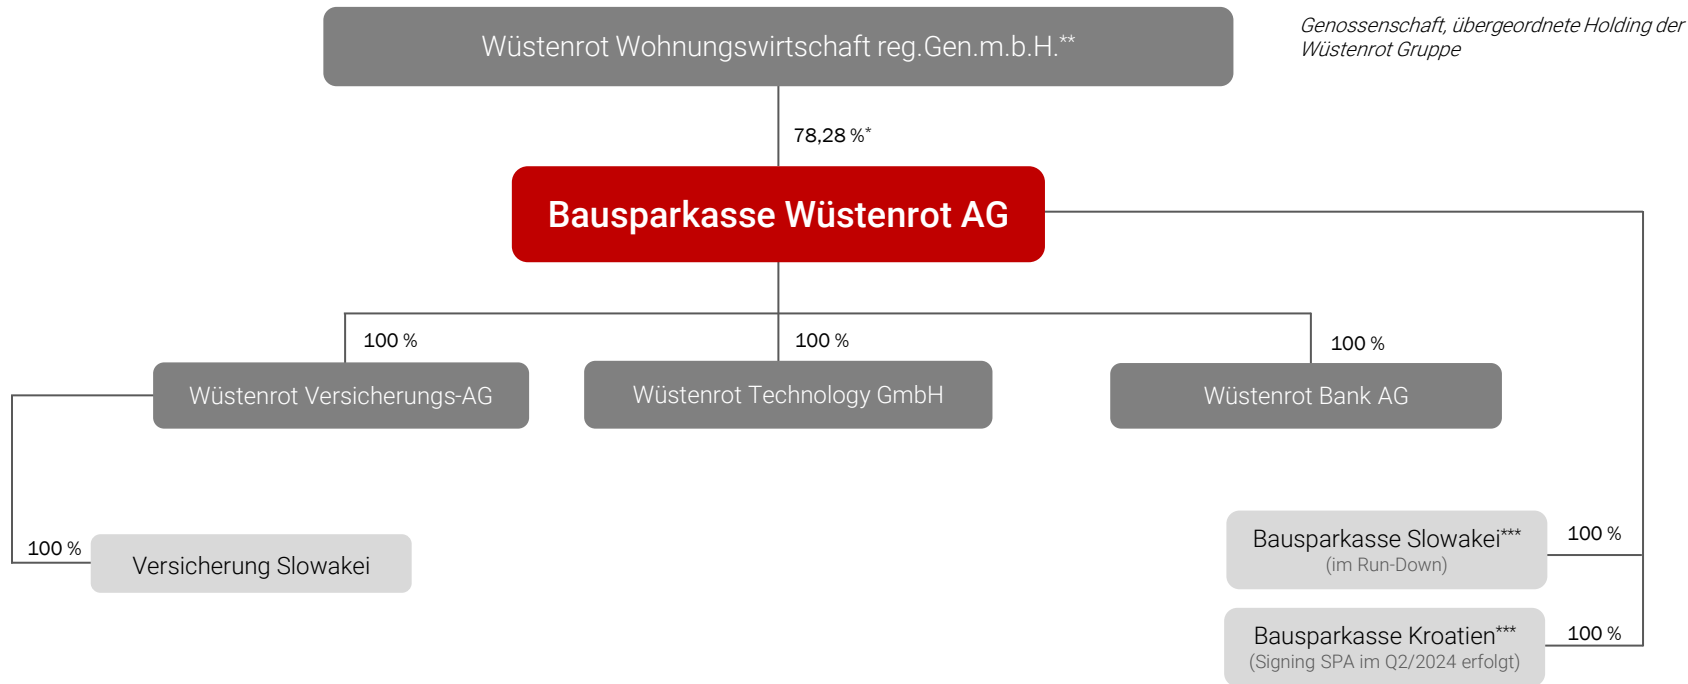 Wüstenrot Wohnungswirtschaft reg.Gen.m.b.H.**
Genossenschaft, übergeordnete Holding der
Wüstenrot Gruppe
78,28 %*
Bausparkasse Wüstenrot AG
100 %
100 %
100 %
Wüstenrot Versicherungs-AG
Wüstenrot Technology GmbH
Wüstenrot Bank AG
100 %
Versicherung Slowakei
Bausparkasse Slowakei***
(im Run-Down)
100 %
Bausparkasse Kroatien***
(Signing SPA im Q2/2024 erfolgt)
100 %